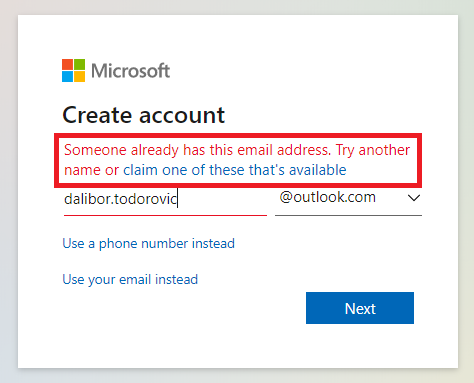 Microsoft
Create account
Someone already has this email address. Try another
name or claim one of these that's available
dalibor.todorovic
@outlook.com
Use a phone number instead
Use your email instead
Next